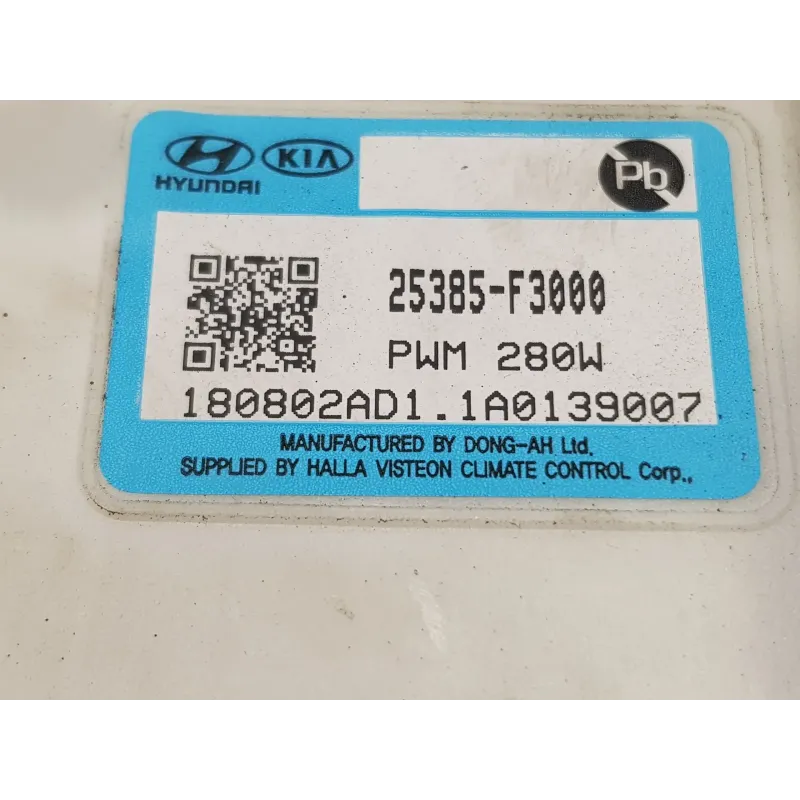 HYUNDAI KIA Pb
25385-F3000
PWM 280W
180802AD1.1A0139007
MANUFACTURED BY DONG-AH Ltd.
SUPPLIED BY HALLA VISTEON CLIMATE CONTROL Corp.,